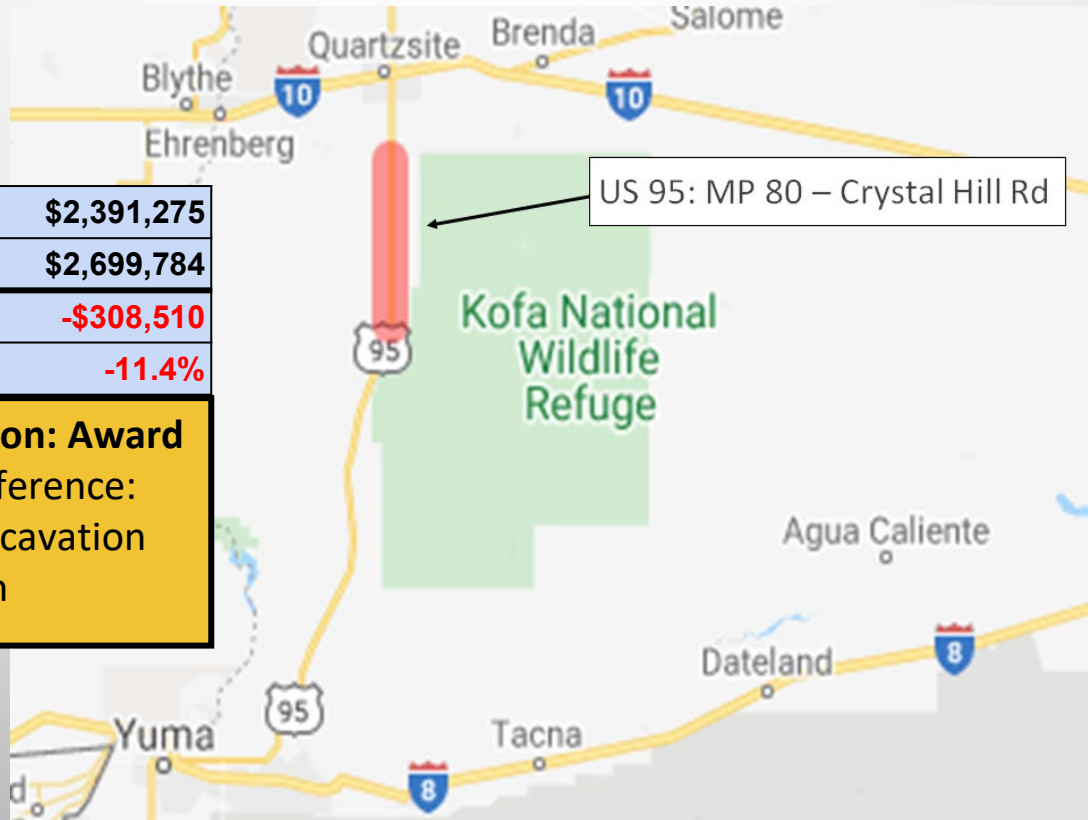 Salome
Brenda
Quartzsite
Blythe
10
10
Ehrenberg
US 95: MP 80 – Crystal Hill Rd
$2,391,275
$2,699,784
-$308,510
-11.4%
Kofa National
Wildlife
Refuge
95
on: Award
ference:
cavation
n
Agua Caliente
Dateland
8
95
Yuma
Tacna
8
d